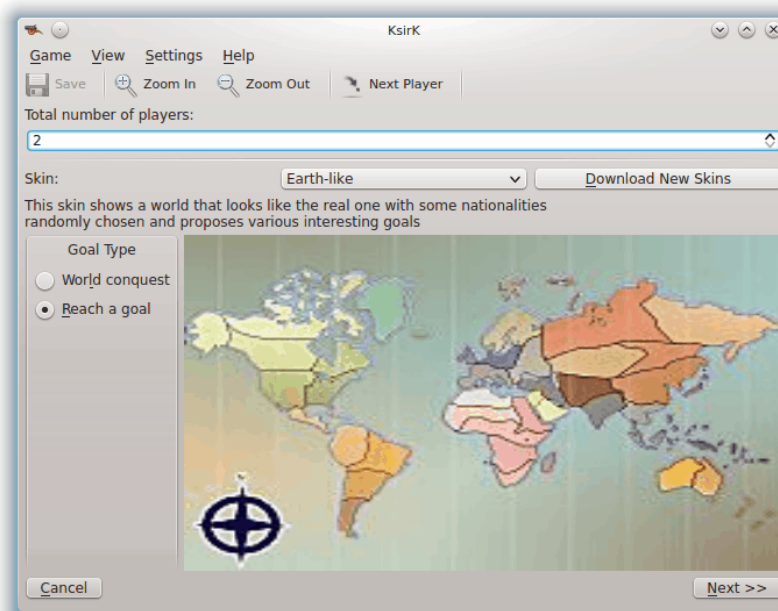 KsirK
Game View Settings Help
Save Zoom In Zoom Out Next Player
Total number of players:
2
Skin: Earth-like Download New Skins
This skin shows a world that looks like the real one with some nationalities
randomly chosen and proposes various interesting goals
Goal Type
World conquest
Reach a goal
Cancel Next >>